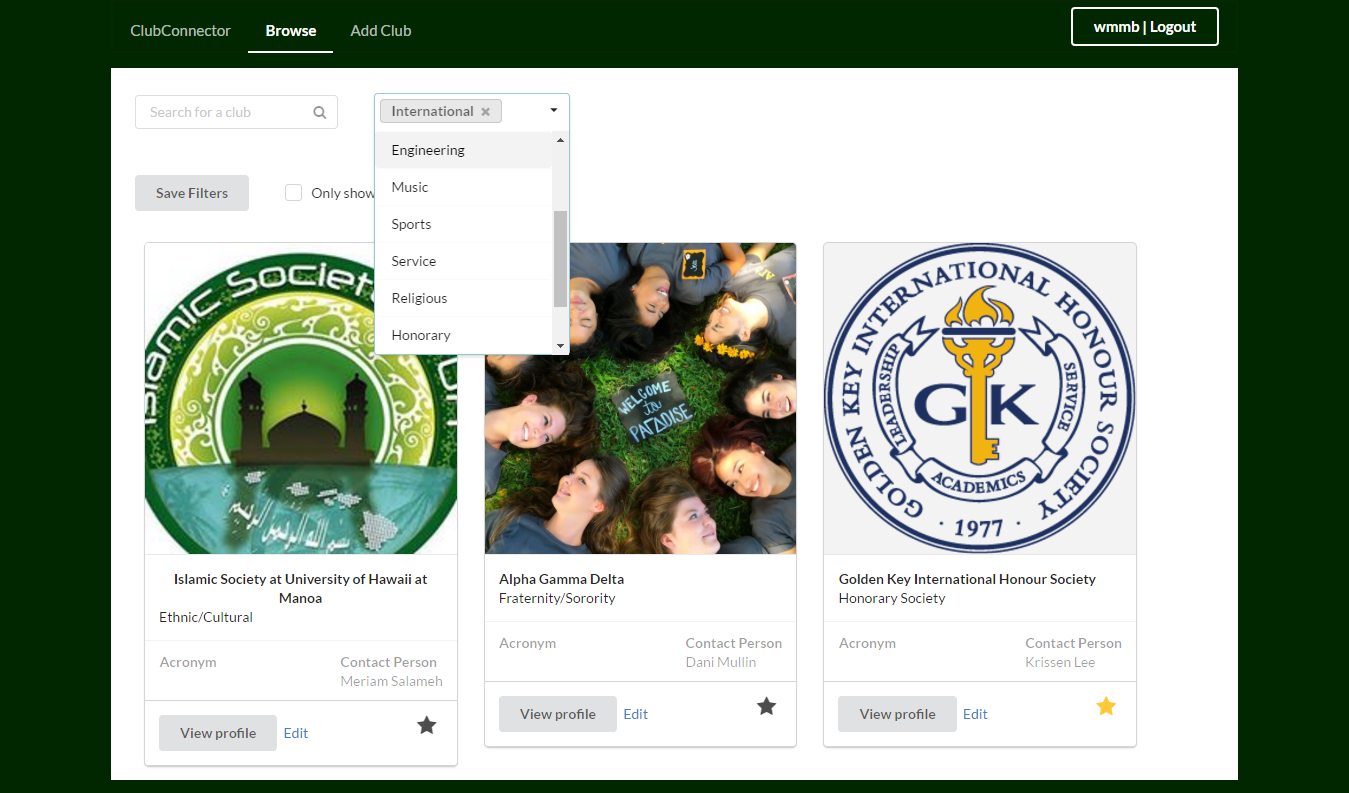 ClubConnector
Browse
Add Club
wmmb | Logout
Search for a club
International
Engineering
Music
Sports
Service
Religious
Honorary
Save Filters
Only show
Islamic Society
WELCOME
to
PARADISE
GOLDEN KEY INTERNATIONAL HONOUR SOCIETY
LEADERSHIP
SERVICE
GK
ACADEMICS
· 1977 ·
Islamic Society at University of Hawaii at
Manoa
Ethnic/Cultural
Acronym
Contact Person
Meriam Salameh
View profile
Edit
Alpha Gamma Delta
Fraternity/Sorority
Acronym
Contact Person
Dani Mullin
View profile
Edit
Golden Key International Honour Society
Honorary Society
Acronym
Contact Person
Krissen Lee
View profile
Edit